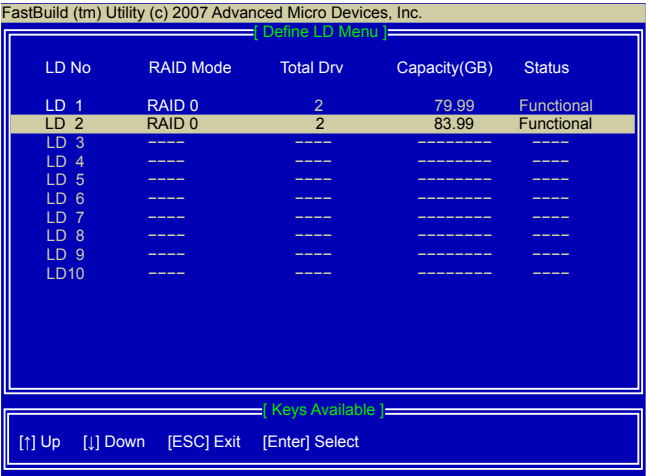 FastBuild (tm) Utility (c) 2007 Advanced Micro Devices, Inc.
[ Define LD Menu ]
LD No RAID Mode Total Drv Capacity(GB) Status
LD 1 RAID 0 2 79.99 Functional
LD 2 RAID 0 2 83.99 Functional
LD 3 ---- ---- -------- ----
LD 4 ---- ---- -------- ----
LD 5 ---- ---- -------- ----
LD 6 ---- ---- -------- ----
LD 7 ---- ---- -------- ----
LD 8 ---- ---- -------- ----
LD 9 ---- ---- -------- ----
LD10 ---- ---- -------- ----
[ Keys Available ]
[↑] Up [↓] Down [ESC] Exit [Enter] Select